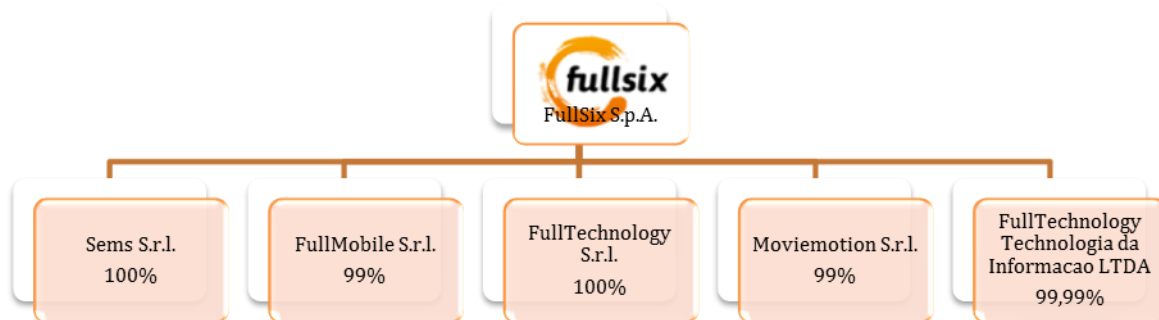 fullsix
FullSix S.p.A.
Sems S.r.l.
100%
FullMobile S.r.l.
99%
FullTechnology
S.r.l.
100%
Moviemotion S.r.l.
99%
FullTechnology
Technologia da
Informacao LTDA
99,99%